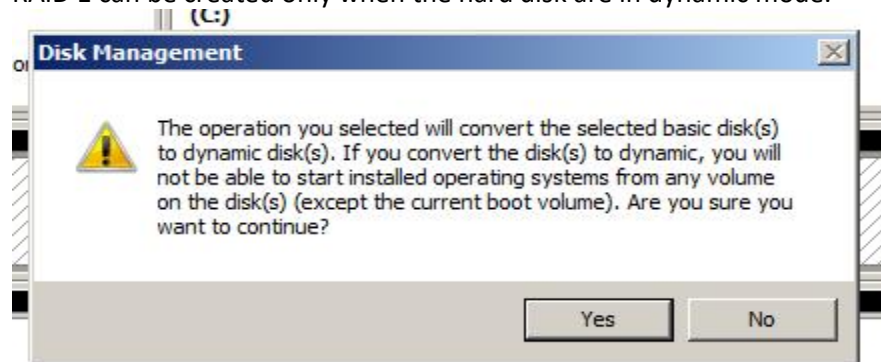 RAID 1 can be created only when the hard disk are in dynamic mode.
(C:)
Disk Management
The operation you selected will convert the selected basic disk(s)
to dynamic disk(s). If you convert the disk(s) to dynamic, you will
not be able to start installed operating systems from any volume
on the disk(s) (except the current boot volume). Are you sure you
want to continue?
Yes
No